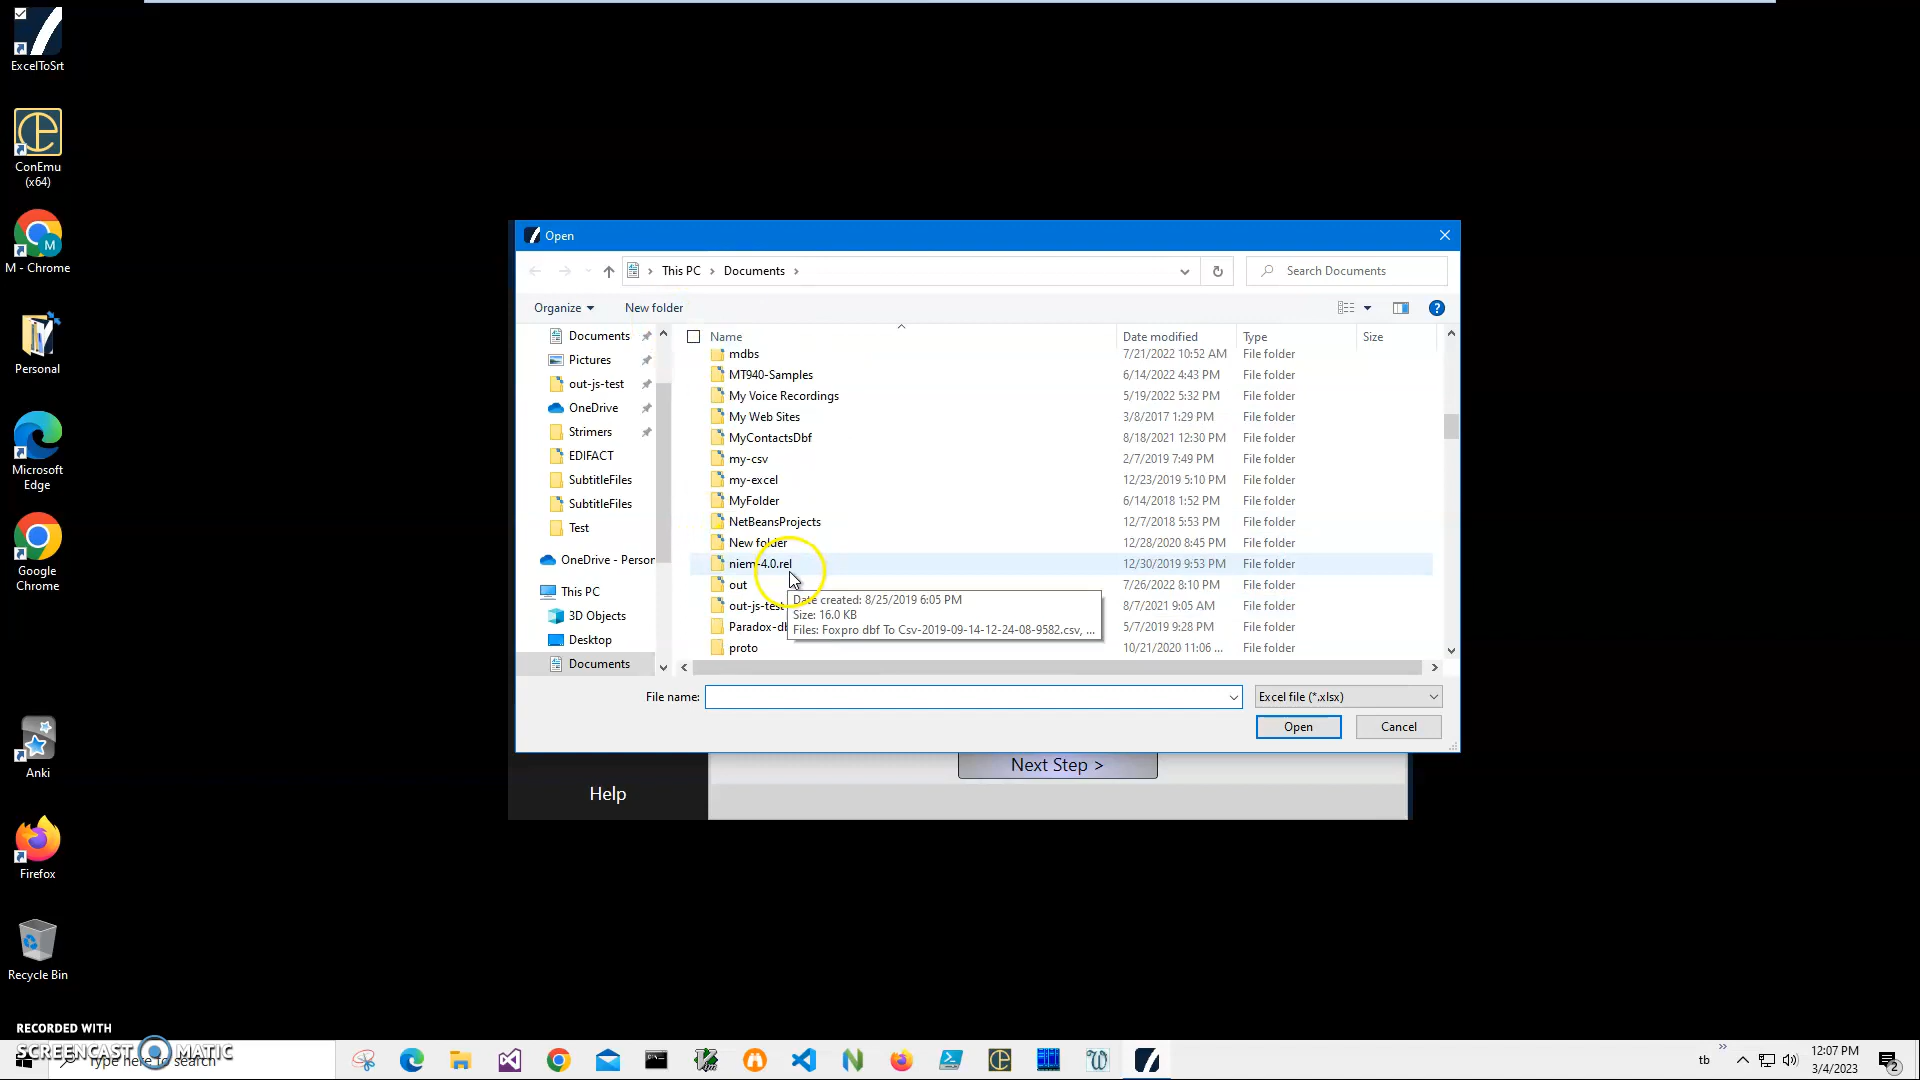 ExcelToSrt
ConEmu
(x64)
M
M - Chrome
Personal
Microsoft
Edge
Google
Chrome
Anki
Firefox
Recycle Bin
Open
This PC
Documents
Search Documents
Organize
New folder
?
Documents
Pictures
out-js-test
OneDrive
Strimers
EDIFACT
SubtitleFiles
SubtitleFiles
Test
OneDrive - Person
This PC
3D Objects
Desktop
Documents
Name Date modified Type Size
mdbs 7/21/2022 10:52 AM File folder
MT940-Samples 6/14/2022 4:43 PM File folder
My Voice Recordings 5/19/2022 5:32 PM File folder
My Web Sites 3/8/2017 1:29 PM File folder
MyContactsDbf 8/18/2021 12:30 PM File folder
my-csv 2/7/2019 7:49 PM File folder
my-excel 12/23/2019 5:10 PM File folder
MyFolder 6/14/2018 1:52 PM File folder
NetBeansProjects 12/7/2018 5:53 PM File folder
New folder 12/28/2020 8:45 PM File folder
niem-4.0.rel 12/30/2019 9:53 PM File folder
out 7/26/2022 8:10 PM File folder
out-js-test 8/7/2021 9:05 AM File folder
Paradox-db 5/7/2019 9:28 PM File folder
proto 10/21/2020 11:06 ... File folder
Date created: 8/25/2019 6:05 PM
Size: 16.0 KB
Files: Foxpro dbf To Csv-2019-09-14-12-24-08-9582.csv, ...
File name:
Excel file (*.xlsx)
Open
Cancel
Next Step >
Help
RECORDED WITH
SCREENCAST MATIC
Type here to search
tb
12:07 PM
3/4/2023
2